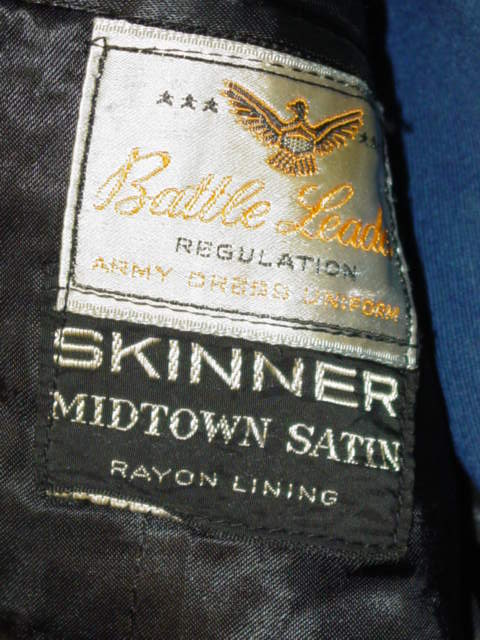 Battle Leade
REGULATION
ARMY DRESS UNIFORM
SKINNER
MIDTOWN SATIN
RAYON LINING